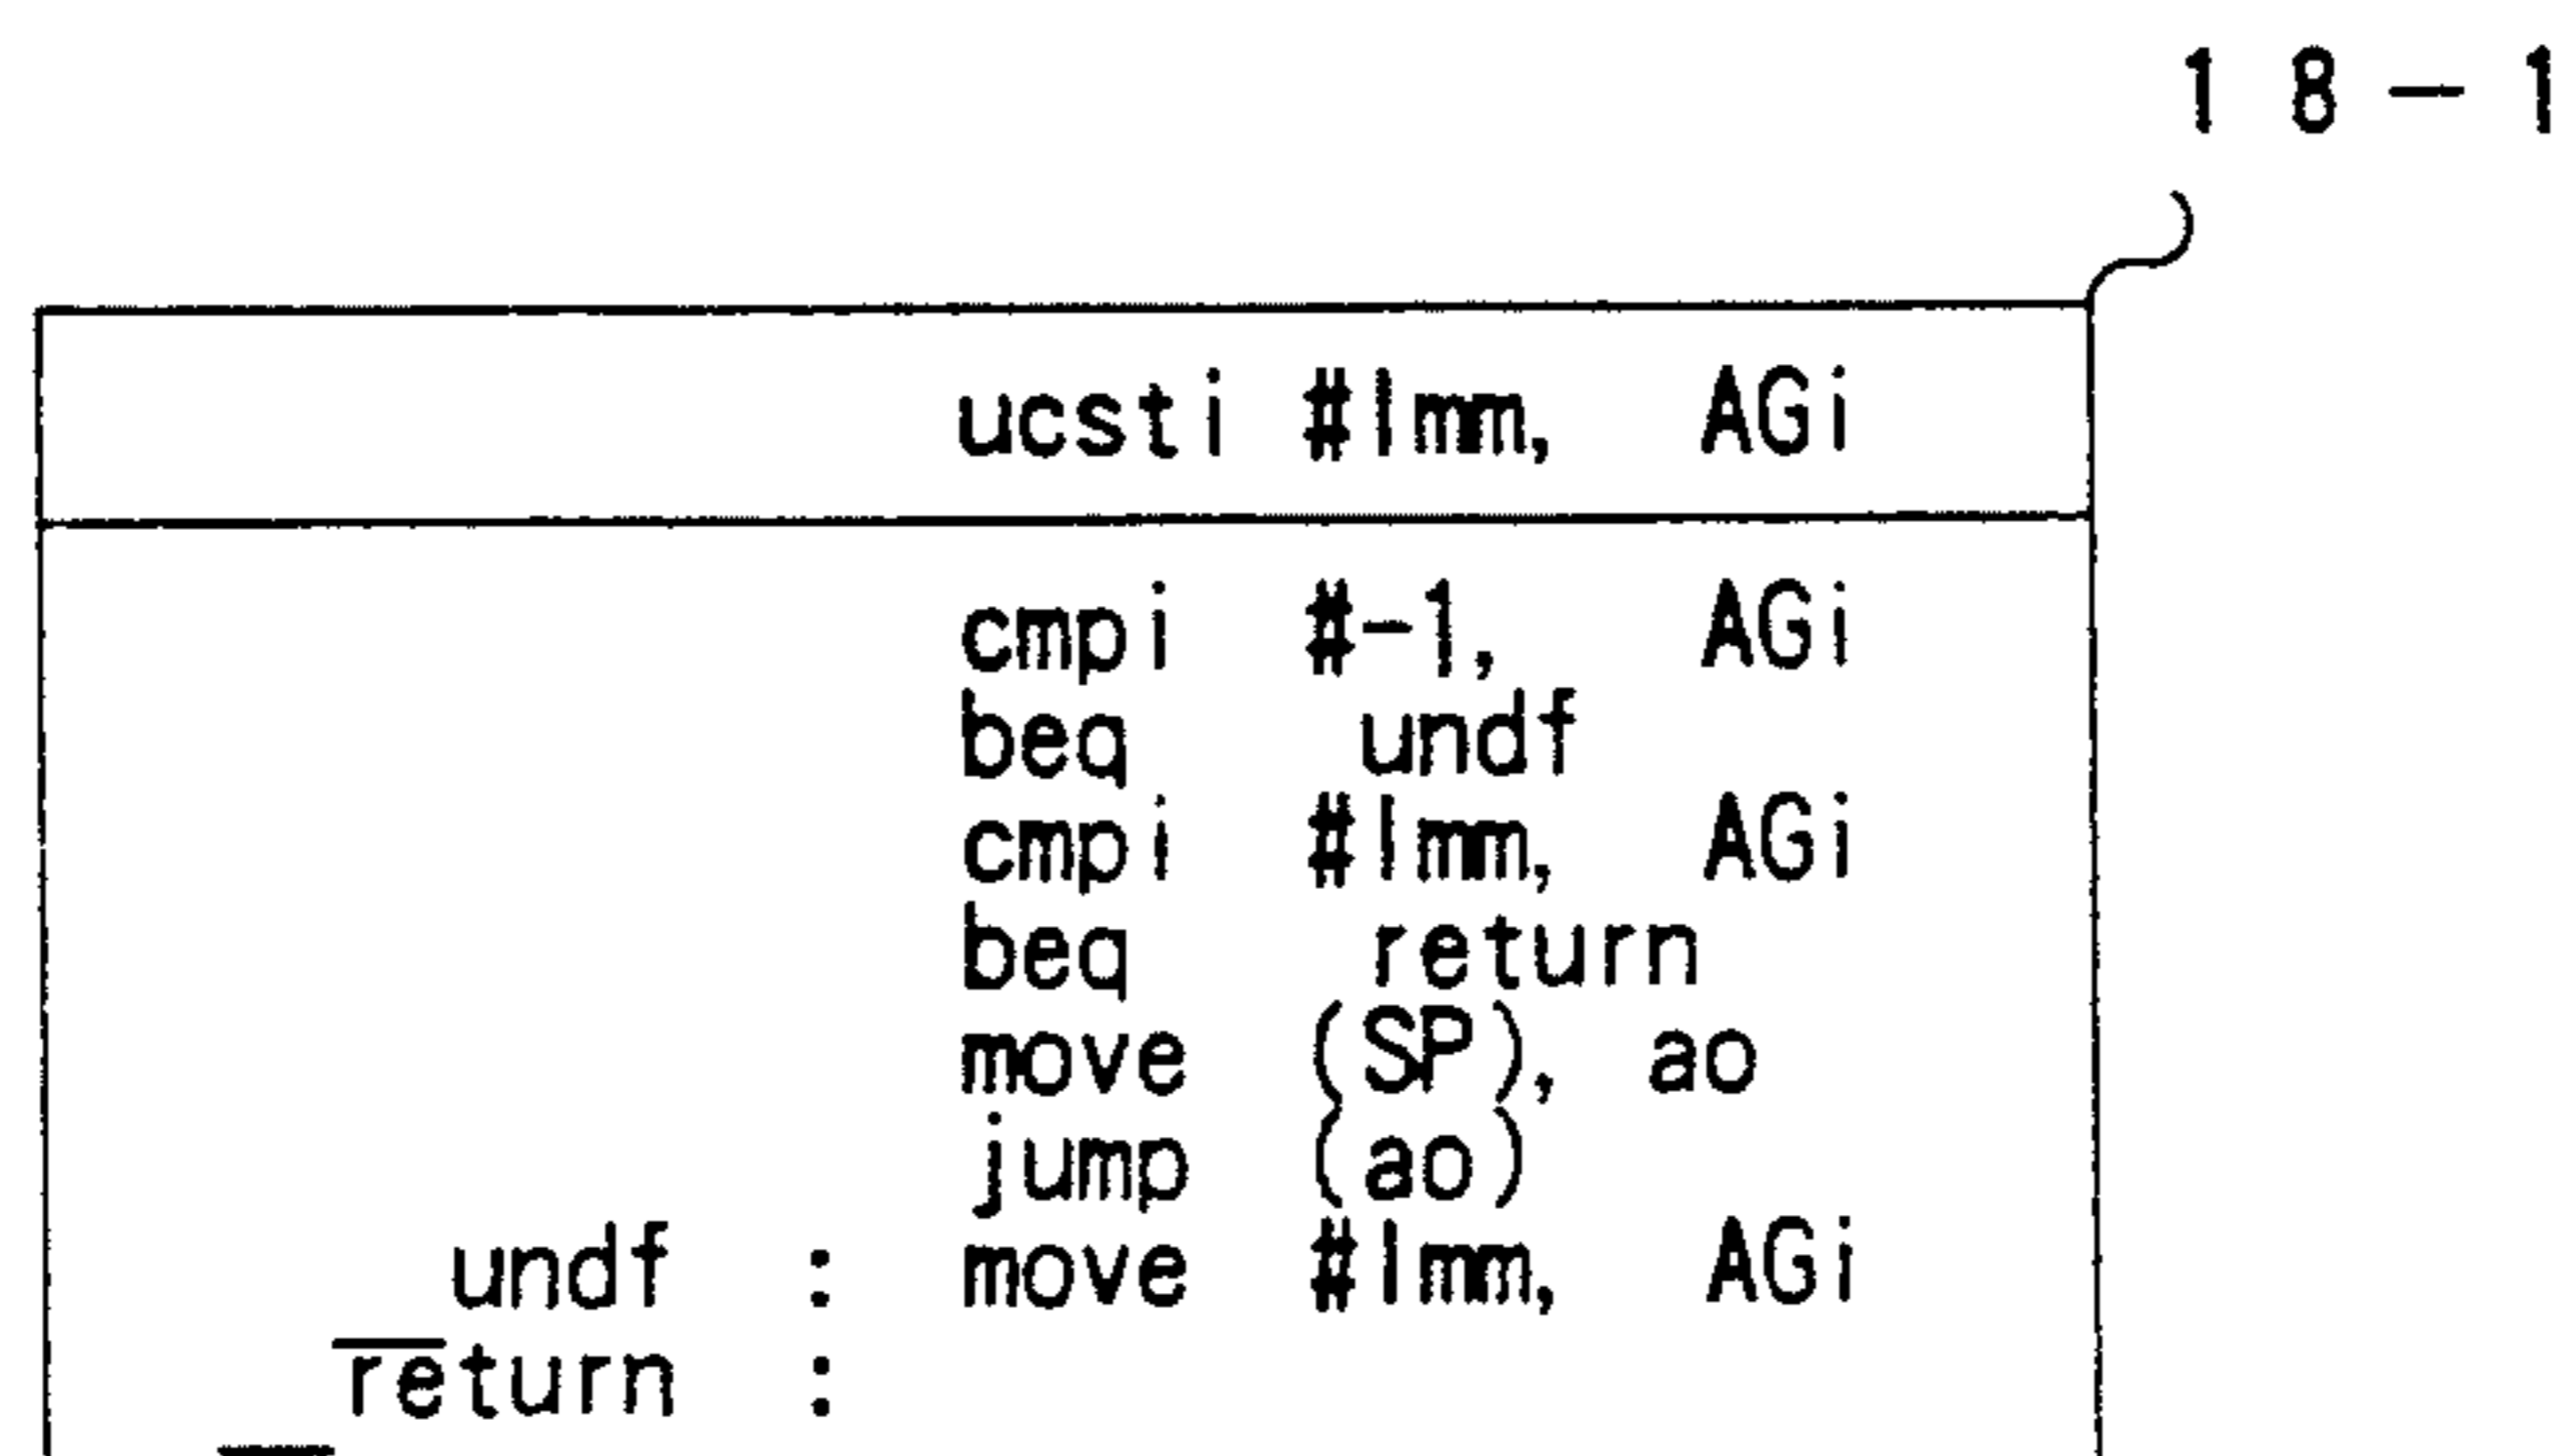 18-1
ucsti #Imm, AGi
cmpi #-1, AGi
beq undf
cmpi #Imm, AGi
beq return
move (SP), ao
jump (ao)
undf : move #Imm, AGi
return :